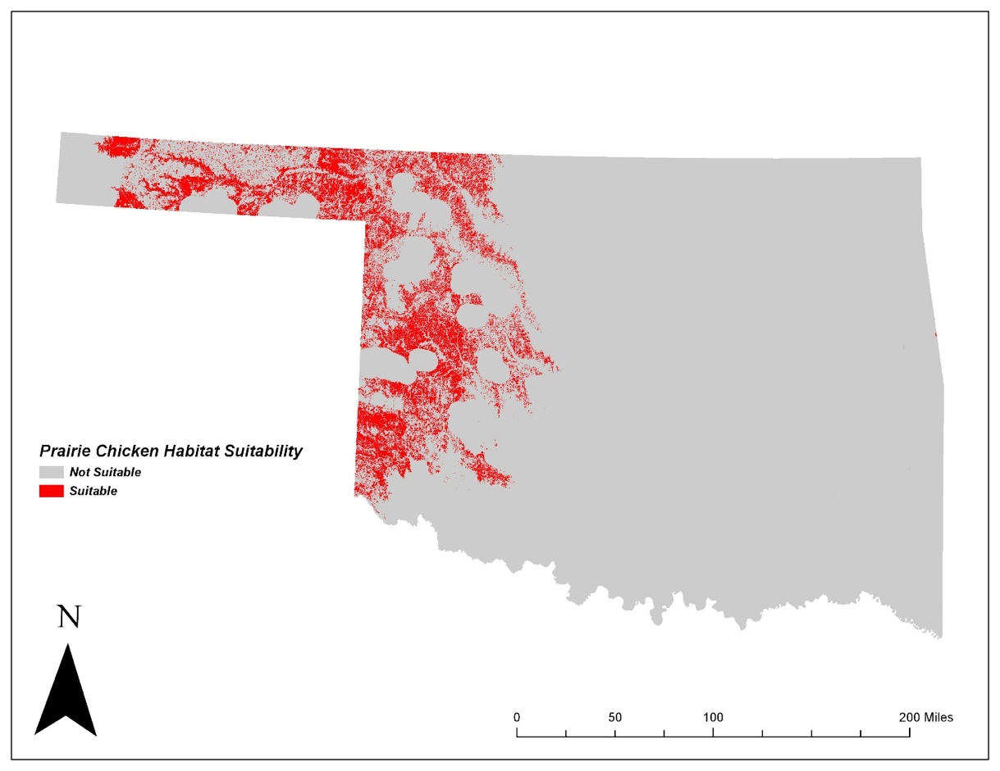 Prairie Chicken Habitat Suitability
Not Suitable
Suitable
N
0 50 100 200 Miles